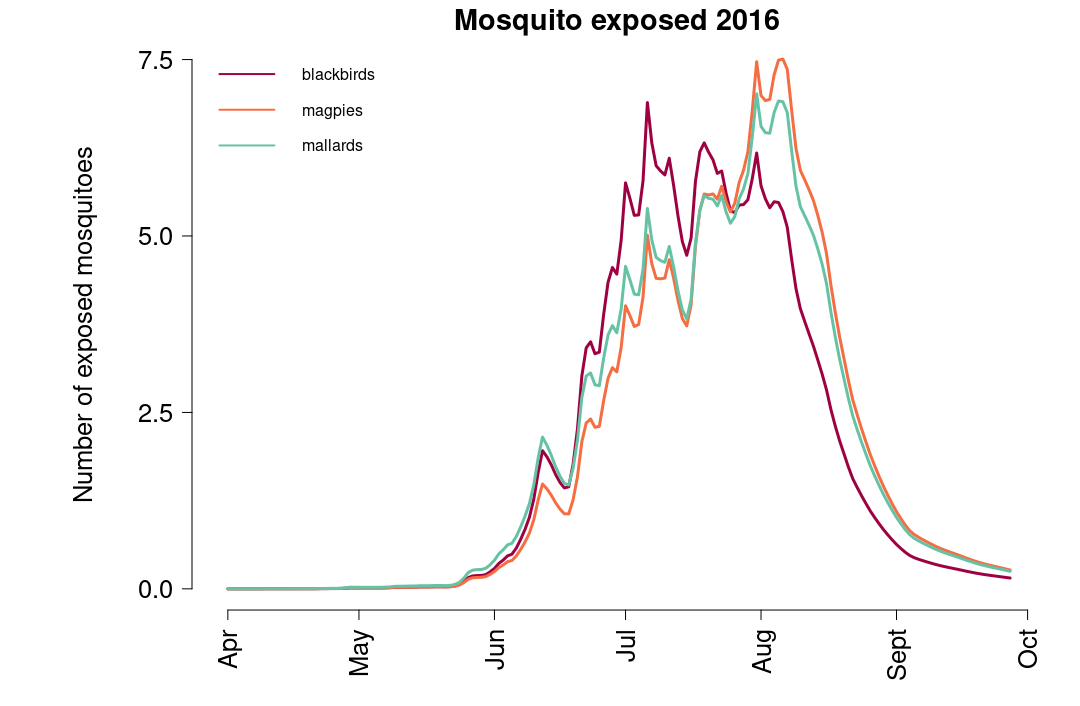 Mosquito exposed 2016
blackbirds
magpies
mallards
Number of exposed mosquitoes
7.5
5.0
2.5
0.0
Apr
May
Jun
Jul
Aug
Sept
Oct